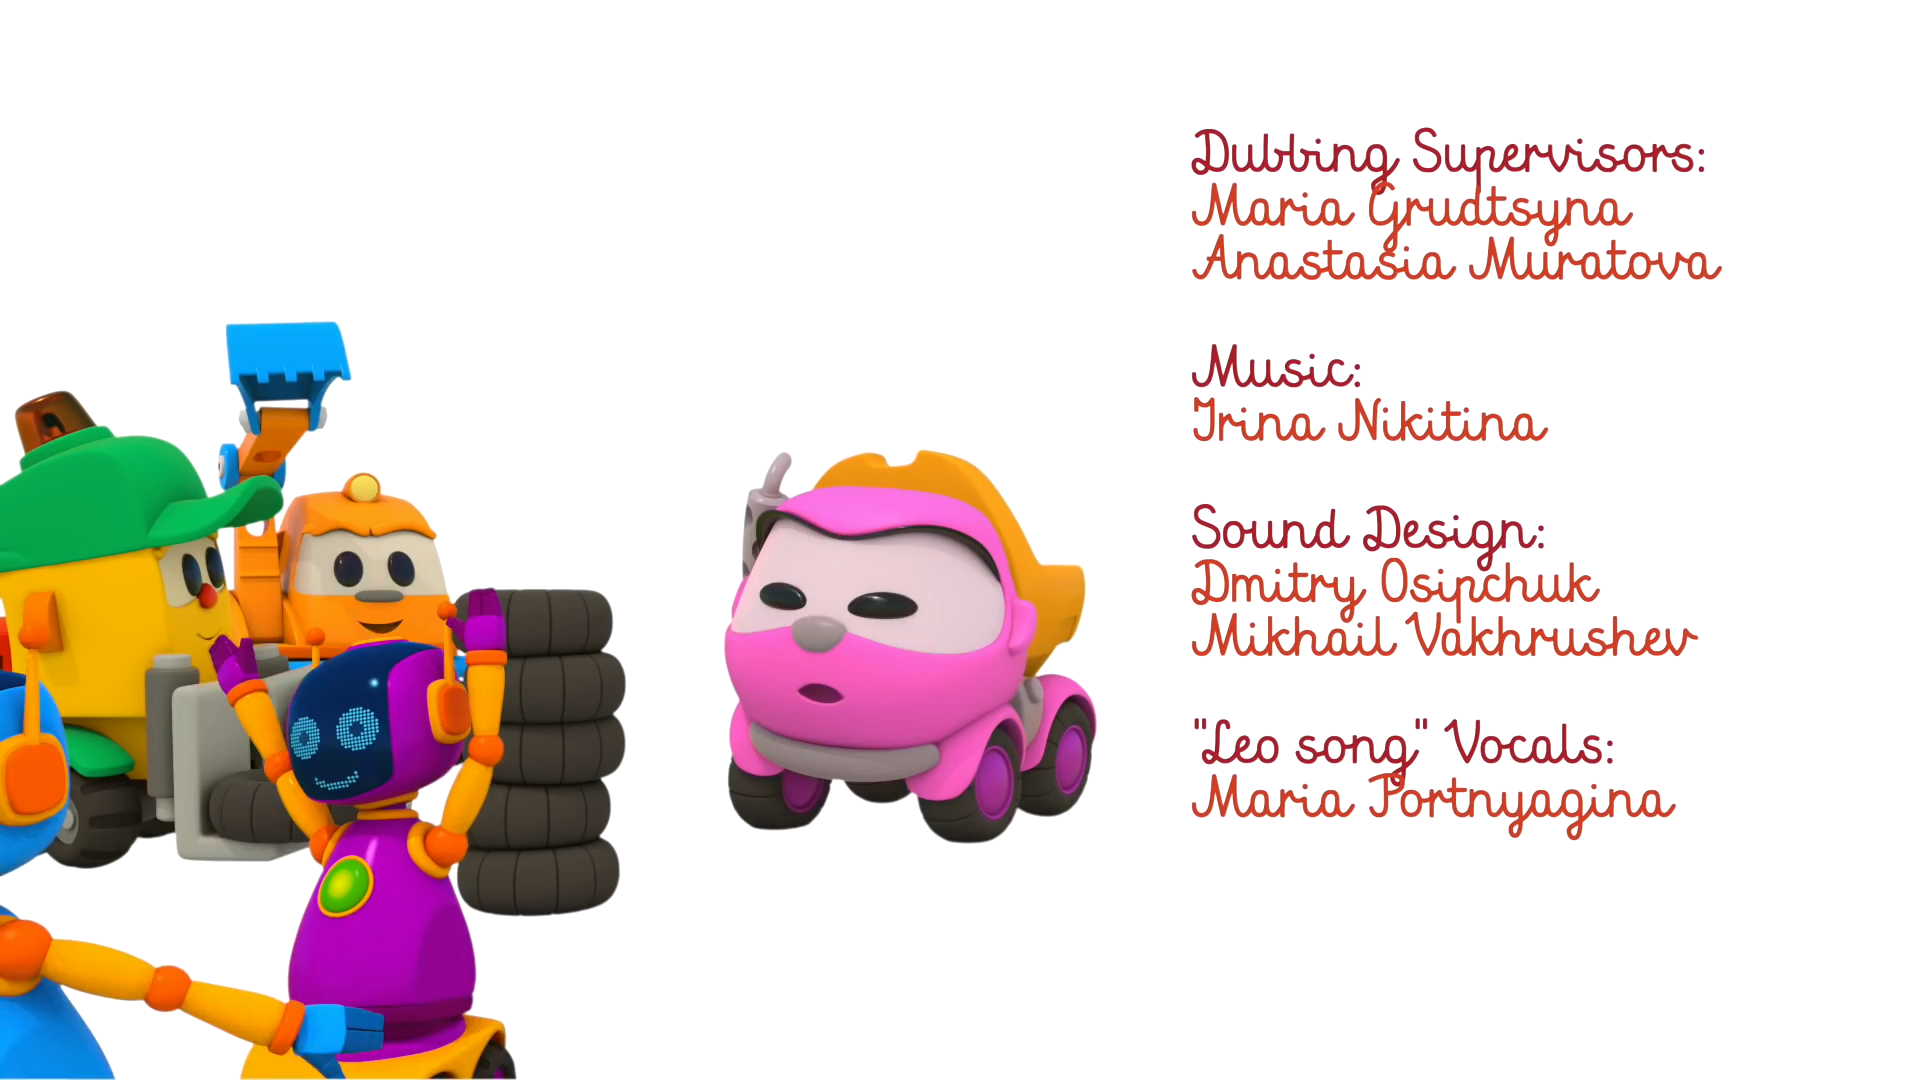 Dubbing Supervisors:
Maria Grudtsyna
Anastasia Muratova
Music:
Irina Nikitina
Sound Design:
Dmitry Osipchuk
Mikhail Vakhrushev
"Leo song" Vocals:
Maria Portnyagina